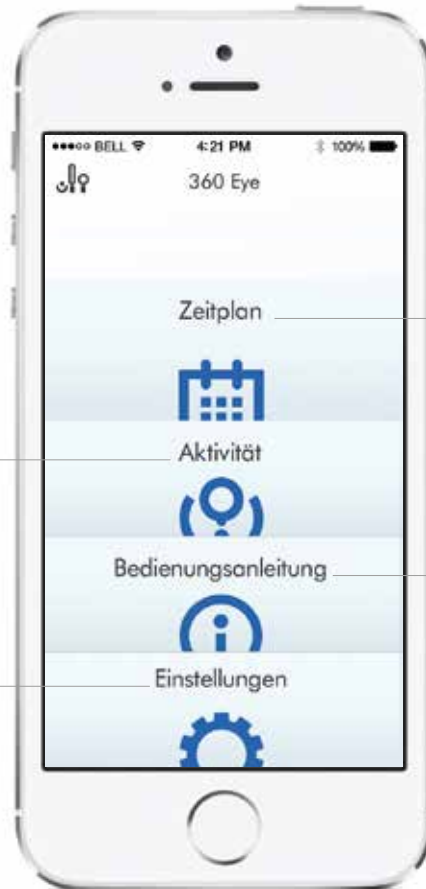 ●●●○○ BELL 4:21 PM 100%
360 Eye
Zeitplan
Aktivität
Bedienungsanleitung
Einstellungen